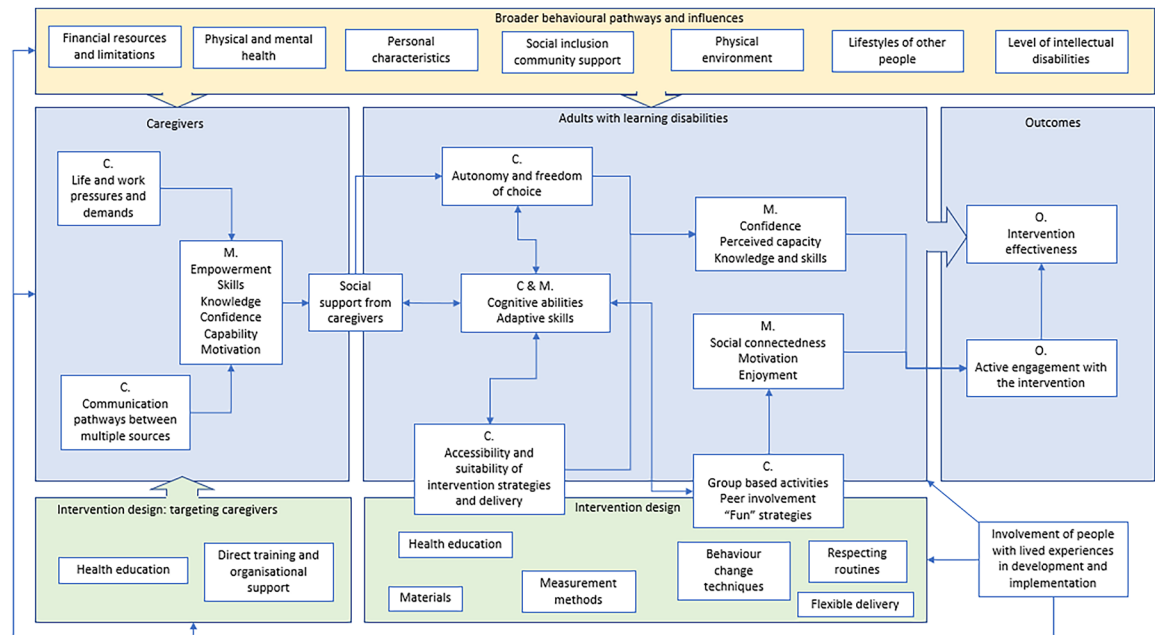 Broader behavioural pathways and influences
Financial resources
and limitations
Physical and mental
health
Personal
characteristics
Social inclusion
community support
Physical
environment
Lifestyles of other
people
Level of intellectual
disabilities
Caregivers
C.
Life and work
pressures and
demands
M.
Empowerment
Skills
Knowledge
Confidence
Capability
Motivation
C.
Communication
pathways between
multiple sources
Social
support from
caregivers
Adults with learning disabilities
C.
Autonomy and freedom
of choice
C & M.
Cognitive abilities
Adaptive skills
C.
Accessibility and
suitability of
intervention strategies
and delivery
M.
Confidence
Perceived capacity
Knowledge and skills
M.
Social connectedness
Motivation
Enjoyment
C.
Group based activities
Peer involvement
“Fun” strategies
Outcomes
O.
Intervention
effectiveness
O.
Active engagement with
the intervention
Intervention design: targeting caregivers
Health education
Direct training and
organisational
support
Intervention design
Health education
Materials
Measurement
methods
Behaviour
change
techniques
Respecting
routines
Flexible delivery
Involvement of people
with lived experiences
in development and
implementation